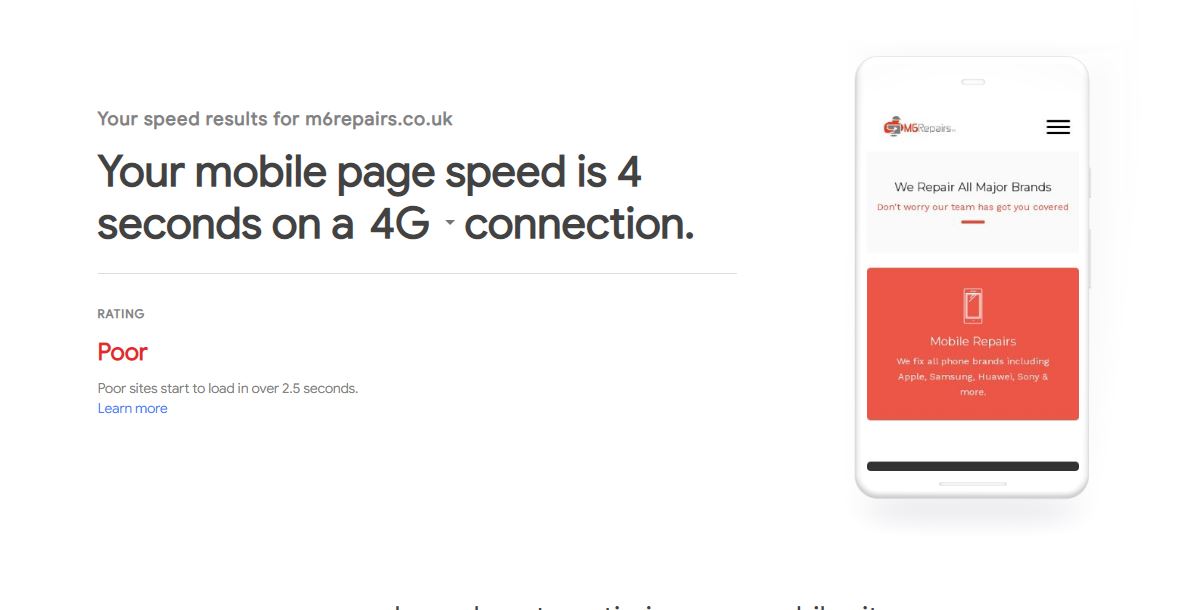 Your speed results for m6repairs.co.uk
Your mobile page speed is 4
seconds on a 4G connection.
RATING
Poor
Poor sites start to load in over 2.5 seconds.
Learn more
M6Repairs
We Repair All Major Brands
Don't worry our team has got you covered
Mobile Repairs
We fix all phone brands including
Apple, Samsung, Huawei, Sony &
more.